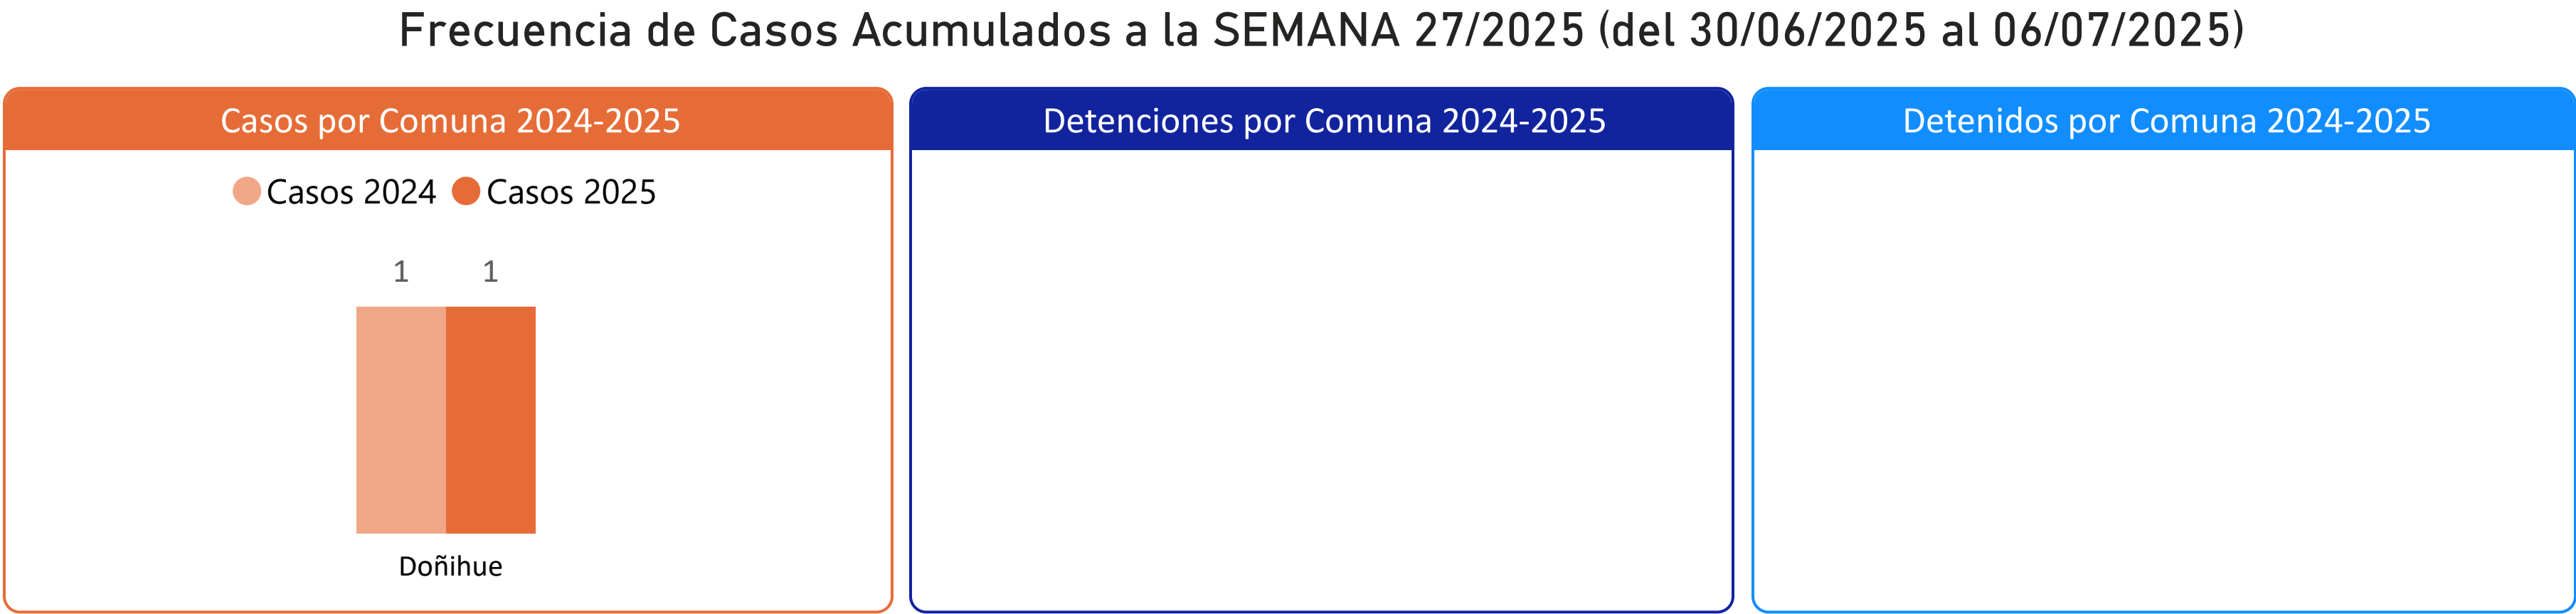 Frecuencia de Casos Acumulados a la SEMANA 27/2025 (del 30/06/2025 al 06/07/2025)
Casos por Comuna 2024-2025
Casos 2024 Casos 2025
1 1
Doñihue
Detenciones por Comuna 2024-2025
Detenidos por Comuna 2024-2025